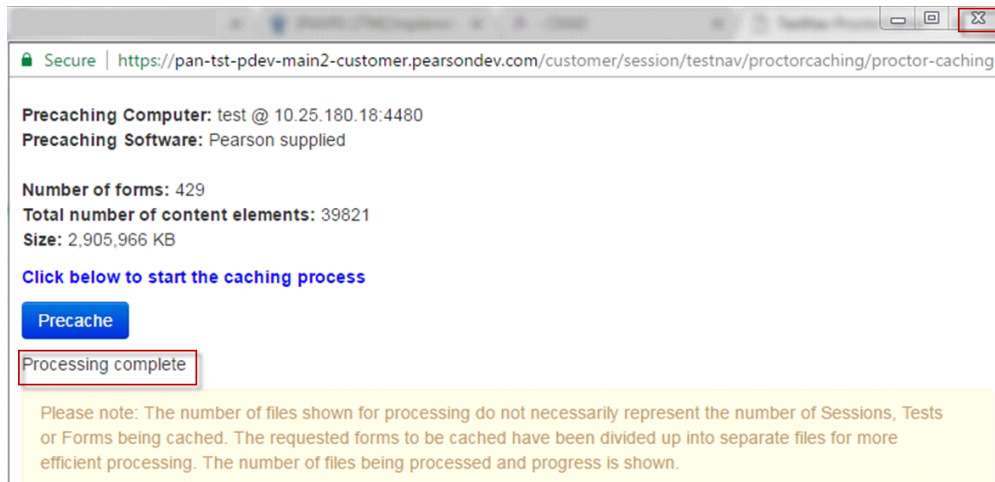 Secure | https://pan-tst-pdev-main2-customer.pearsondev.com/customer/session/testnav/proctorcaching/proctor-caching
Precaching Computer: test @ 10.25.180.18:4480
Precaching Software: Pearson supplied
Number of forms: 429
Total number of content elements: 39821
Size: 2,905,966 KB
Click below to start the caching process
Precache
Processing complete
Please note: The number of files shown for processing do not necessarily represent the number of Sessions, Tests
or Forms being cached. The requested forms to be cached have been divided up into separate files for more
efficient processing. The number of files being processed and progress is shown.